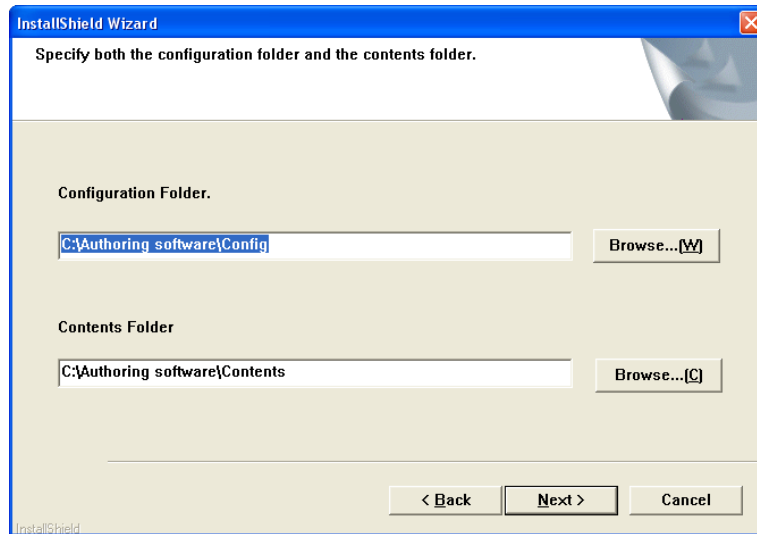 InstallShield Wizard
Specify both the configuration folder and the contents folder.
Configuration Folder.
C:\Authoring software\Config
Browse...(W)
Contents Folder
C:\Authoring software\Contents
Browse...(C)
< Back
Next >
Cancel
InstallShield